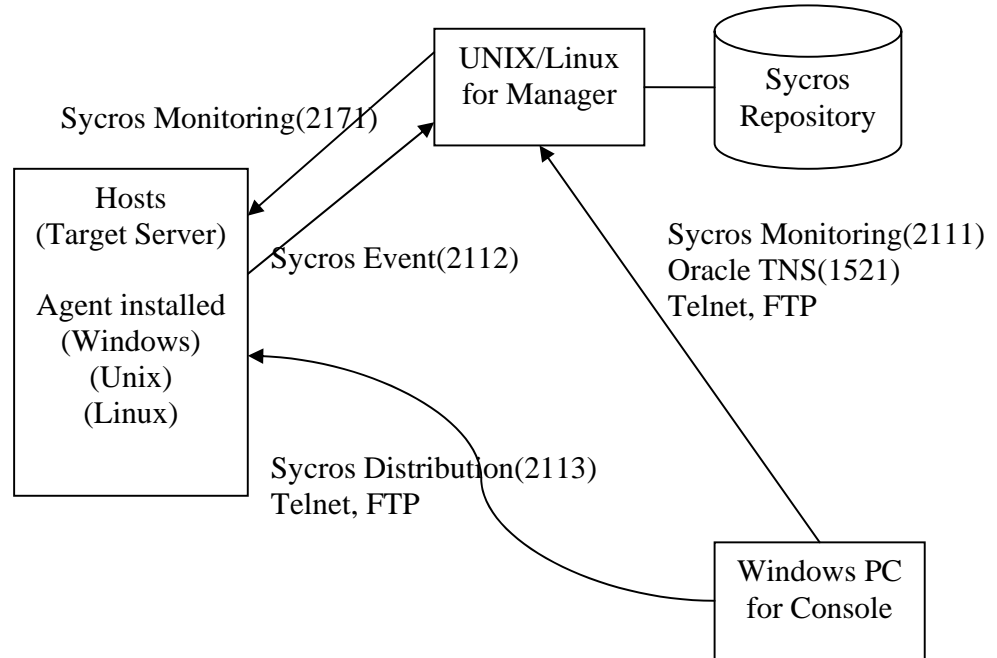 UNIX/Linux
for Manager
Sycros
Repository
Sycros Monitoring(2171)
Hosts
(Target Server)
Agent installed
(Windows)
(Unix)
(Linux)
Sycros Event(2112)
Sycros Monitoring(2111)
Oracle TNS(1521)
Telnet, FTP
Sycros Distribution(2113)
Telnet, FTP
Windows PC
for Console